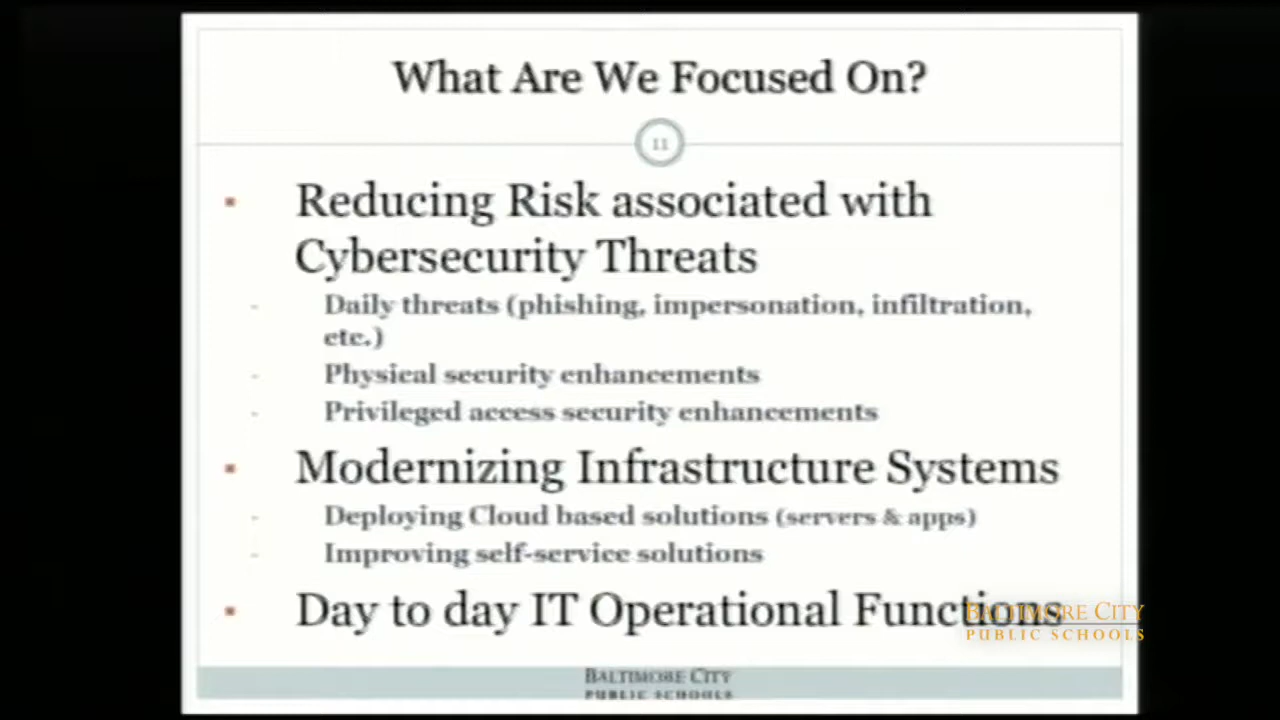 What Are We Focused On?
11
Reducing Risk associated with
Cybersecurity Threats
- Daily threats (phishing, impersonation, infiltration,
etc.)
- Physical security enhancements
- Privileged access security enhancements
Modernizing Infrastructure Systems
- Deploying Cloud based solutions (servers & apps)
- Improving self-service solutions
Day to day IT Operational Functions
BALTIMORE CITY
PUBLIC SCHOOLS
BALTIMORE CITY
PUBLIC SCHOOLS